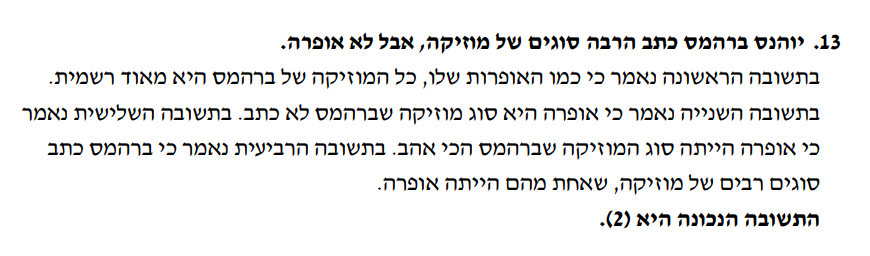 13. יוהנס ברהמס כתב הרבה סוגים של מוזיקה, אבל לא אופרה.
בתשובה הראשונה נאמר כי כמו האופרות שלו, כל המוזיקה של ברהמס היא מאוד רשמית.
בתשובה השנייה נאמר כי אופרה היא סוג מוזיקה שברהמס לא כתב. בתשובה השלישית נאמר
כי אופרה הייתה סוג המוזיקה שברהמס הכי אהב. בתשובה הרביעית נאמר כי ברהמס כתב
סוגים רבים של מוזיקה, שאחת מהם הייתה אופרה.
התשובה הנכונה היא (2).